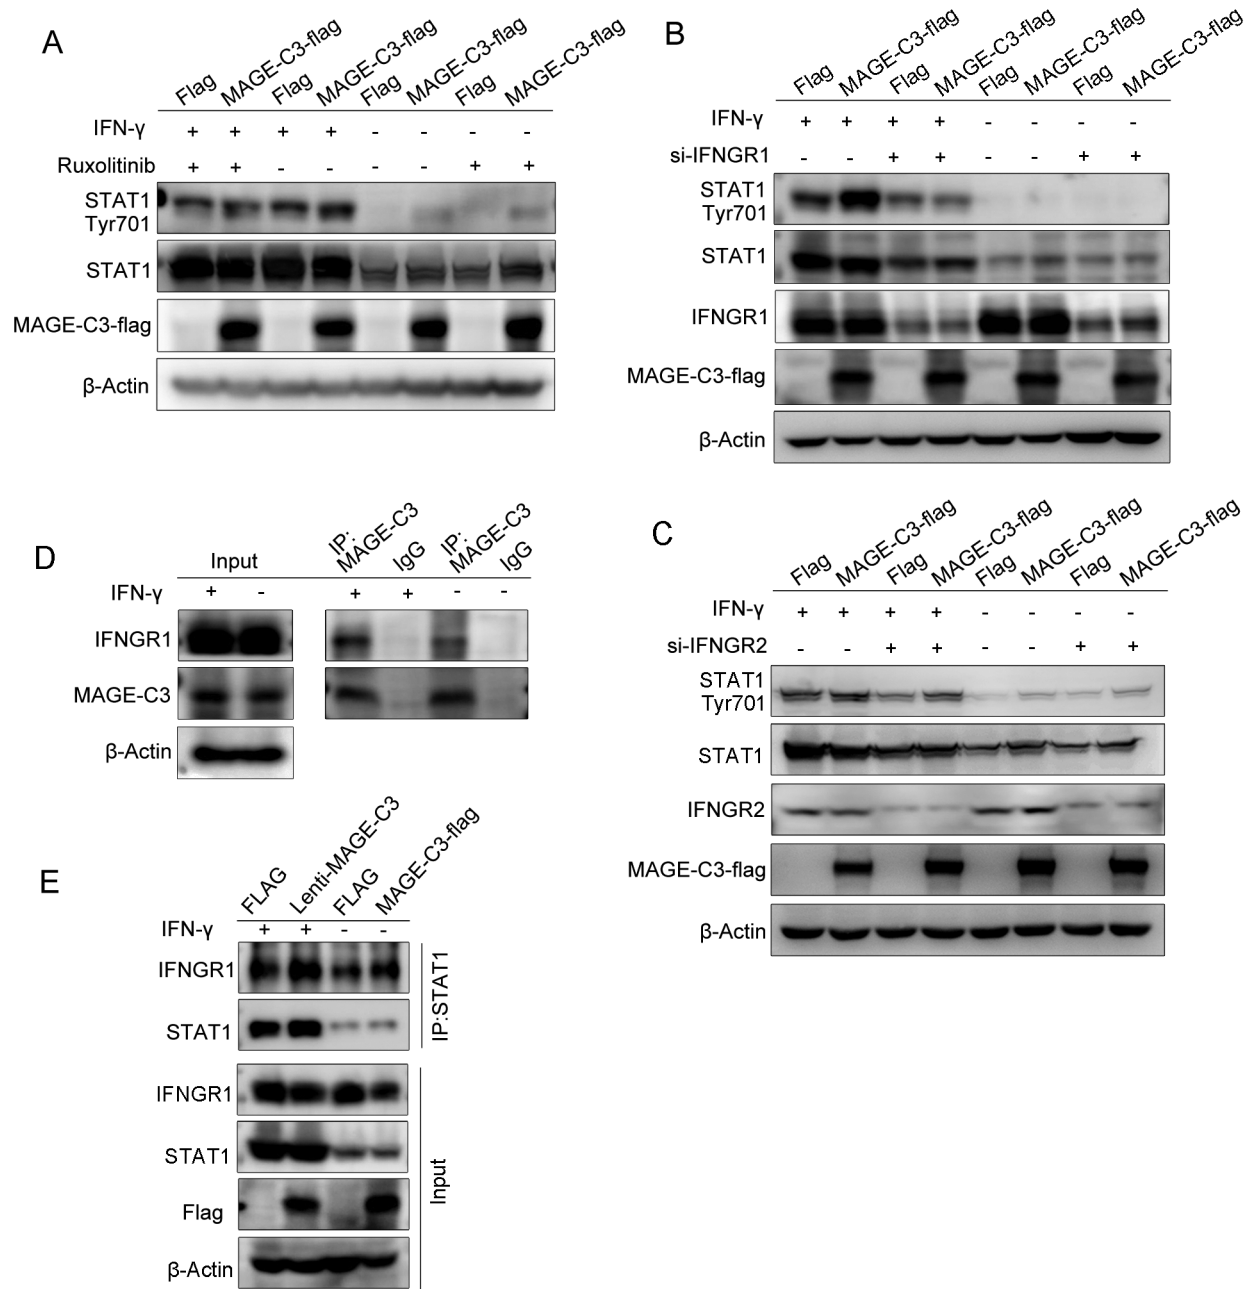 A
Flag MAGE-C3-flag Flag MAGE-C3-flag Flag MAGE-C3-flag Flag MAGE-C3-flag
IFN-γ + + + + - - - -
Ruxolitinib + + - - - - + +
STAT1
Tyr701
STAT1
MAGE-C3-flag
β-Actin
B
Flag MAGE-C3-flag Flag MAGE-C3-flag Flag MAGE-C3-flag Flag MAGE-C3-flag
IFN-γ + + + + - - - -
si-IFNGR1 - - + + - - + +
STAT1
Tyr701
STAT1
IFNGR1
MAGE-C3-flag
β-Actin
D
Input IP: MAGE-C3 IgG IP: MAGE-C3 IgG
IFN-γ + - + + - -
IFNGR1
MAGE-C3
β-Actin
C
Flag MAGE-C3-flag Flag MAGE-C3-flag Flag MAGE-C3-flag Flag MAGE-C3-flag
IFN-γ + + + + - - - -
si-IFNGR2 - - + + - - + +
STAT1
Tyr701
STAT1
IFNGR2
MAGE-C3-flag
β-Actin
E
FLAG Lenti-MAGE-C3 FLAG MAGE-C3-flag
IFN-γ + + - -
IFNGR1
STAT1
IP:STAT1
IFNGR1
STAT1
Flag
β-Actin
Input